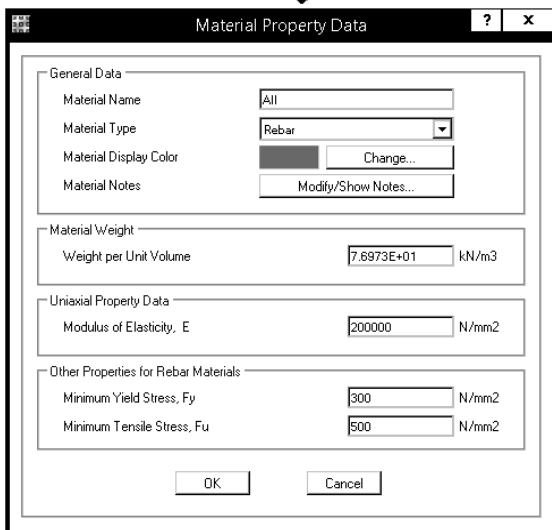 Material Property Data ? x
General Data
Material Name All
Material Type Rebar
Material Display Color Change...
Material Notes Modify/Show Notes...
Material Weight
Weight per Unit Volume 7.6973E+01 kN/m3
Uniaxial Property Data
Modulus of Elasticity, E 200000 N/mm2
Other Properties for Rebar Materials
Minimum Yield Stress, Fy 300 N/mm2
Minimum Tensile Stress, Fu 500 N/mm2
OK Cancel